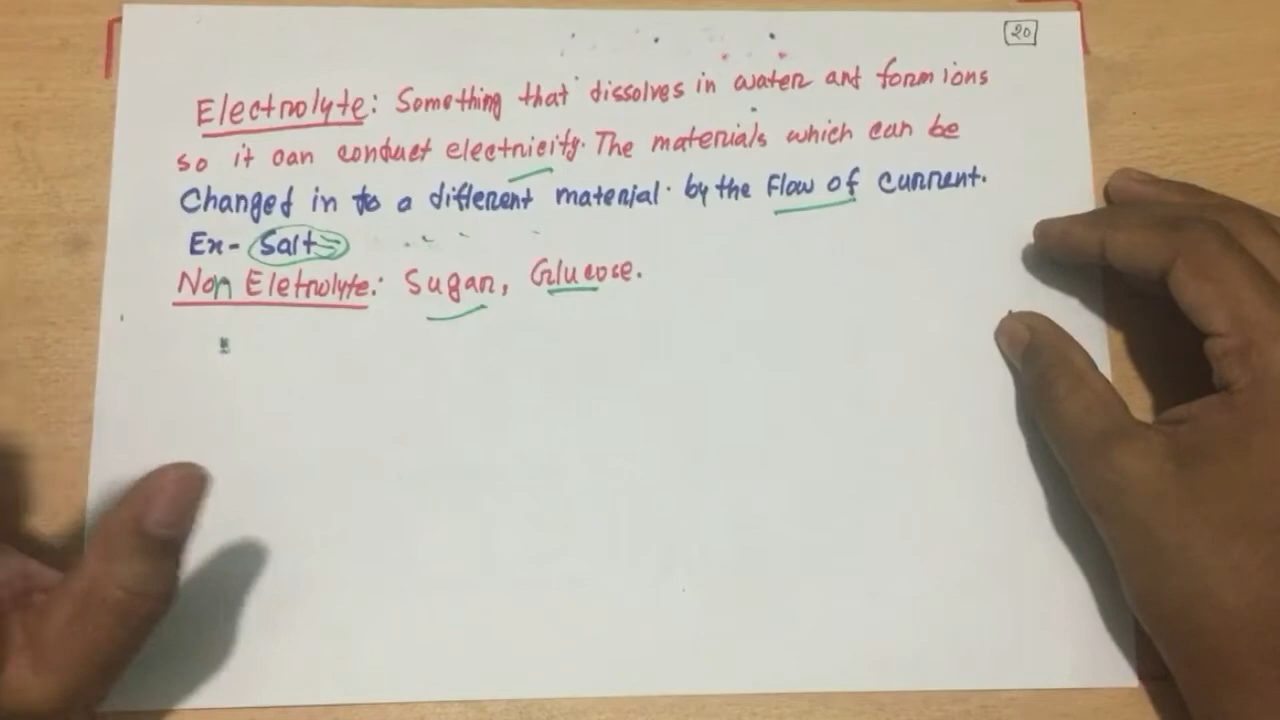 20
Electrolyte: Something that dissolves in water and form ions
so it can conduct electricity. The materials which can be
Changed in to a different material by the Flow of current.
Ex- Salt
Non Eletrolyte: Sugar, Glucose.